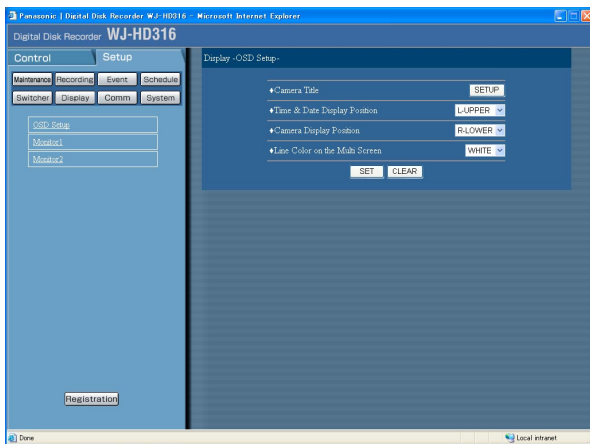 Panasonic | Digital Disk Recorder WJ-HD316 - Microsoft Internet Explorer
Digital Disk Recorder WJ-HD316
Control Setup
Display -OSD Setup-
Maintenance Recording Event Schedule
Switcher Display Comm System
OSD Setup
Monitor1
Monitor2
♦Camera Title SETUP
♦Time & Date Display Position L-UPPER
♦Camera Display Position R-LOWER
♦Line Color on the Multi Screen WHITE
SET CLEAR
Registration
Done Local intranet